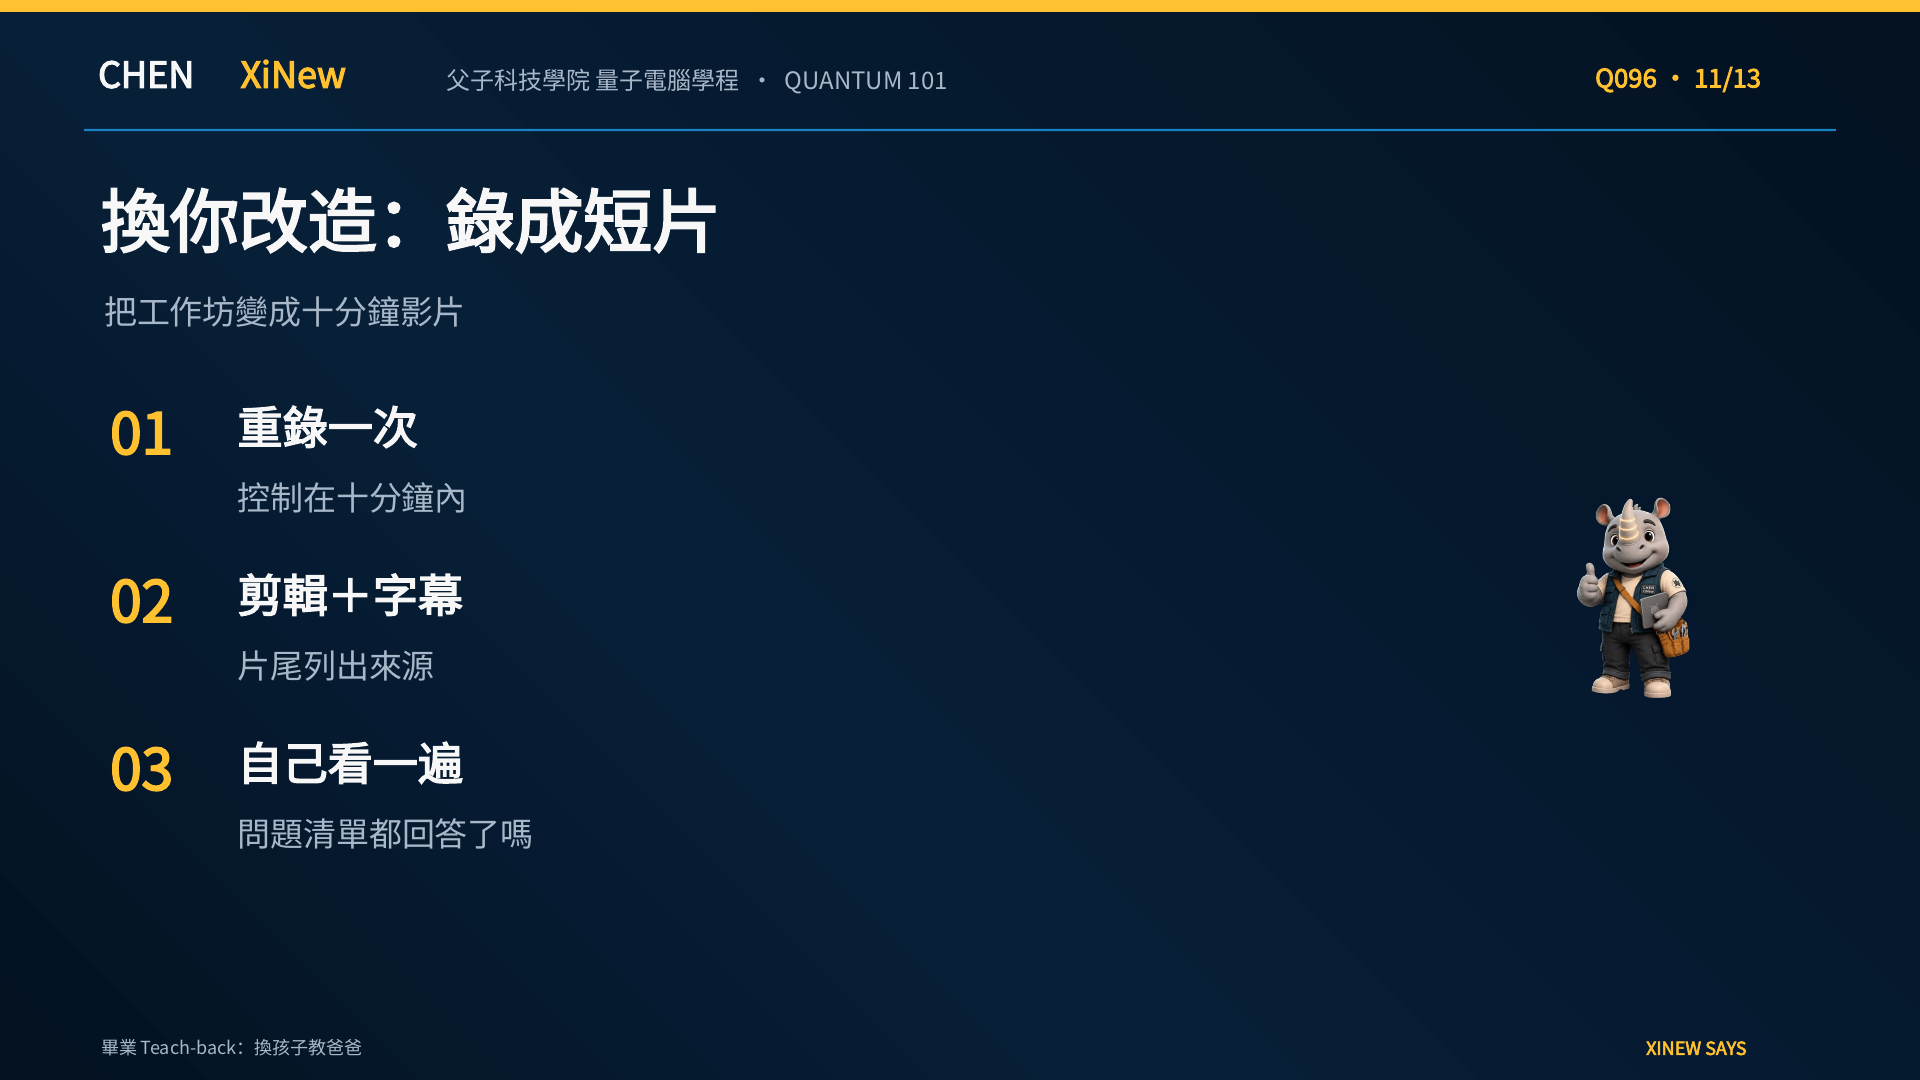 CHEN XiNew 父子科技學院 量子電腦學程 · QUANTUM 101 Q096 · 11/13
換你改造：錄成短片
把工作坊變成十分鐘影片
01 重錄一次
控制在十分鐘內
02 剪輯＋字幕
片尾列出來源
03 自己看一遍
問題清單都回答了嗎
畢業 Teach-back：換孩子教爸爸 XINEW SAYS